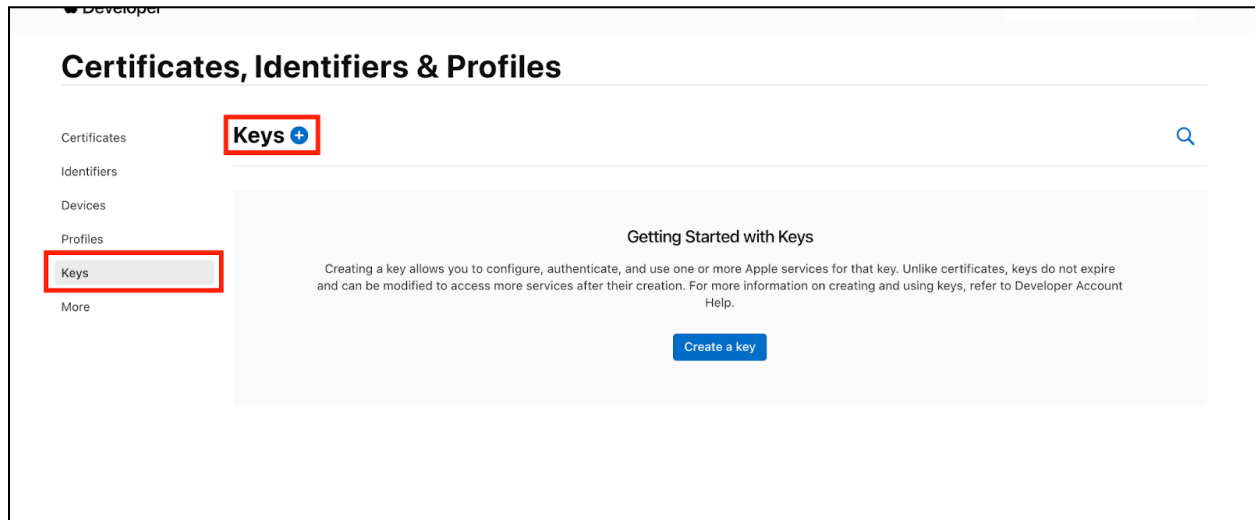 Developer
Certificates, Identifiers & Profiles
Certificates
Identifiers
Devices
Profiles
Keys
More
Keys
Getting Started with Keys
Creating a key allows you to configure, authenticate, and use one or more Apple services for that key. Unlike certificates, keys do not expire
and can be modified to access more services after their creation. For more information on creating and using keys, refer to Developer Account
Help.
Create a key